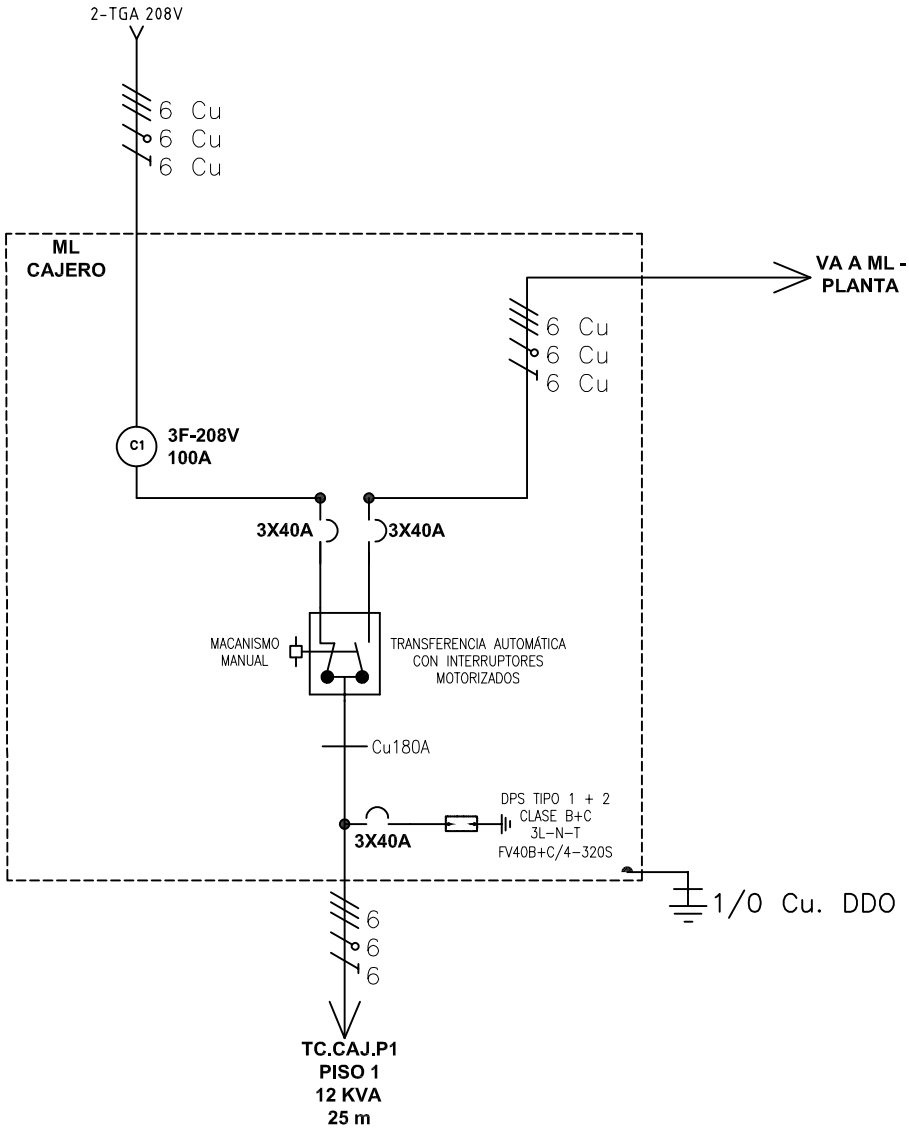 2-TGA 208V
6 Cu
6 Cu
6 Cu
ML
CAJERO
VA A ML -
PLANTA
6 Cu
6 Cu
6 Cu
C1
3F-208V
100A
3X40A
3X40A
MACANISMO
MANUAL
TRANSFERENCIA AUTOMÁTICA
CON INTERRUPTORES
MOTORIZADOS
Cu180A
3X40A
DPS TIPO 1 + 2
CLASE B+C
3L-N-T
FV40B+C/4-320S
1/0 Cu. DDO
6
6
6
TC.CAJ.P1
PISO 1
12 KVA
25 m